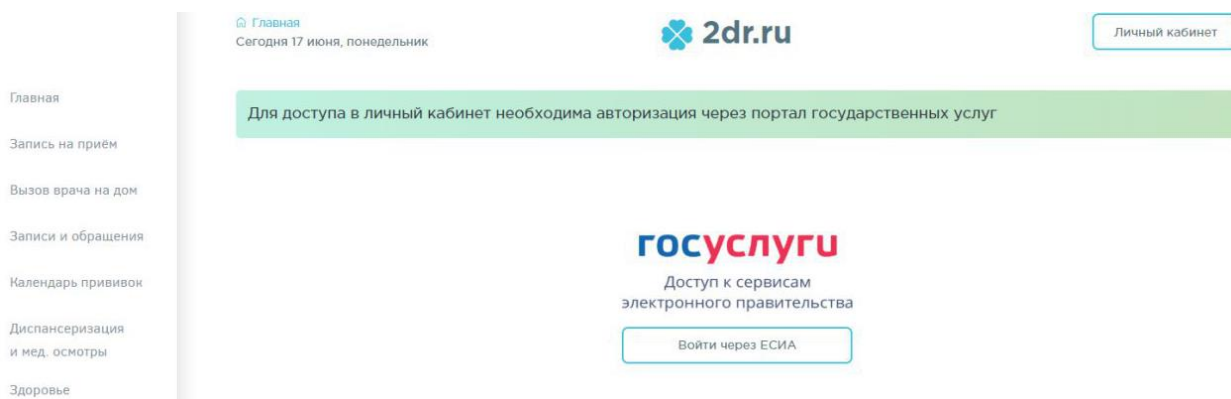 Главная
Сегодня 17 июня, понедельник
2dr.ru
Личный кабинет
Главная
Запись на приём
Вызов врача на дом
Записи и обращения
Календарь прививок
Диспансеризация
и мед. осмотры
Здоровье
Для доступа в личный кабинет необходима авторизация через портал государственных услуг
госуслуги
Доступ к сервисам
электронного правительства
Войти через ЕСИА